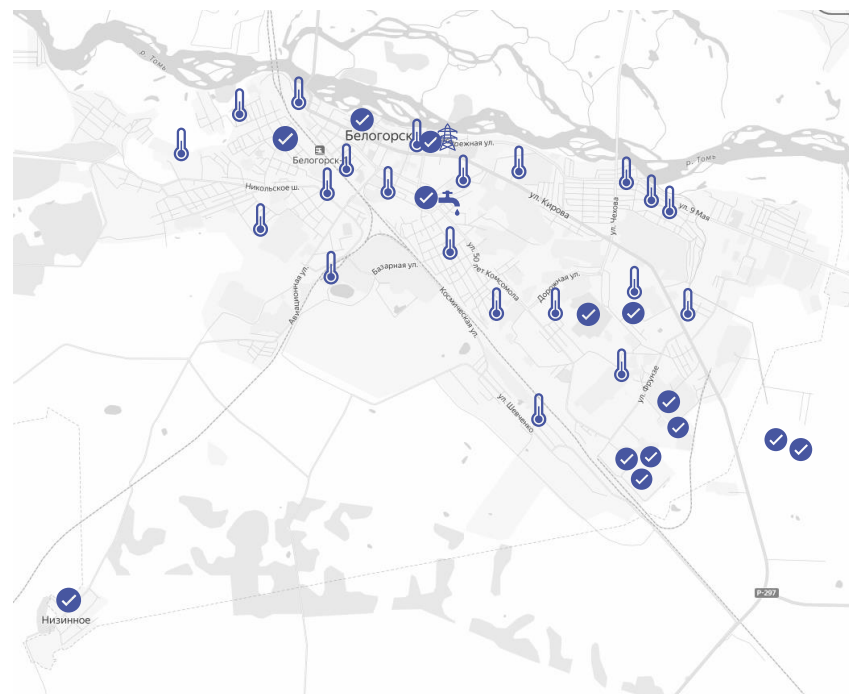 р. Томь
Белогорск
Белогорск
Никольское ш.
р. Томь
ул. Кирова
ул. Чехова
ул. 9 Мая
ул. 50 лет Комсомола
Дорожная ул.
Базарная ул.
Авиационная ул.
Космическая ул.
ул. Шевченко
ул. Фрунзе
Р-297
Низинное